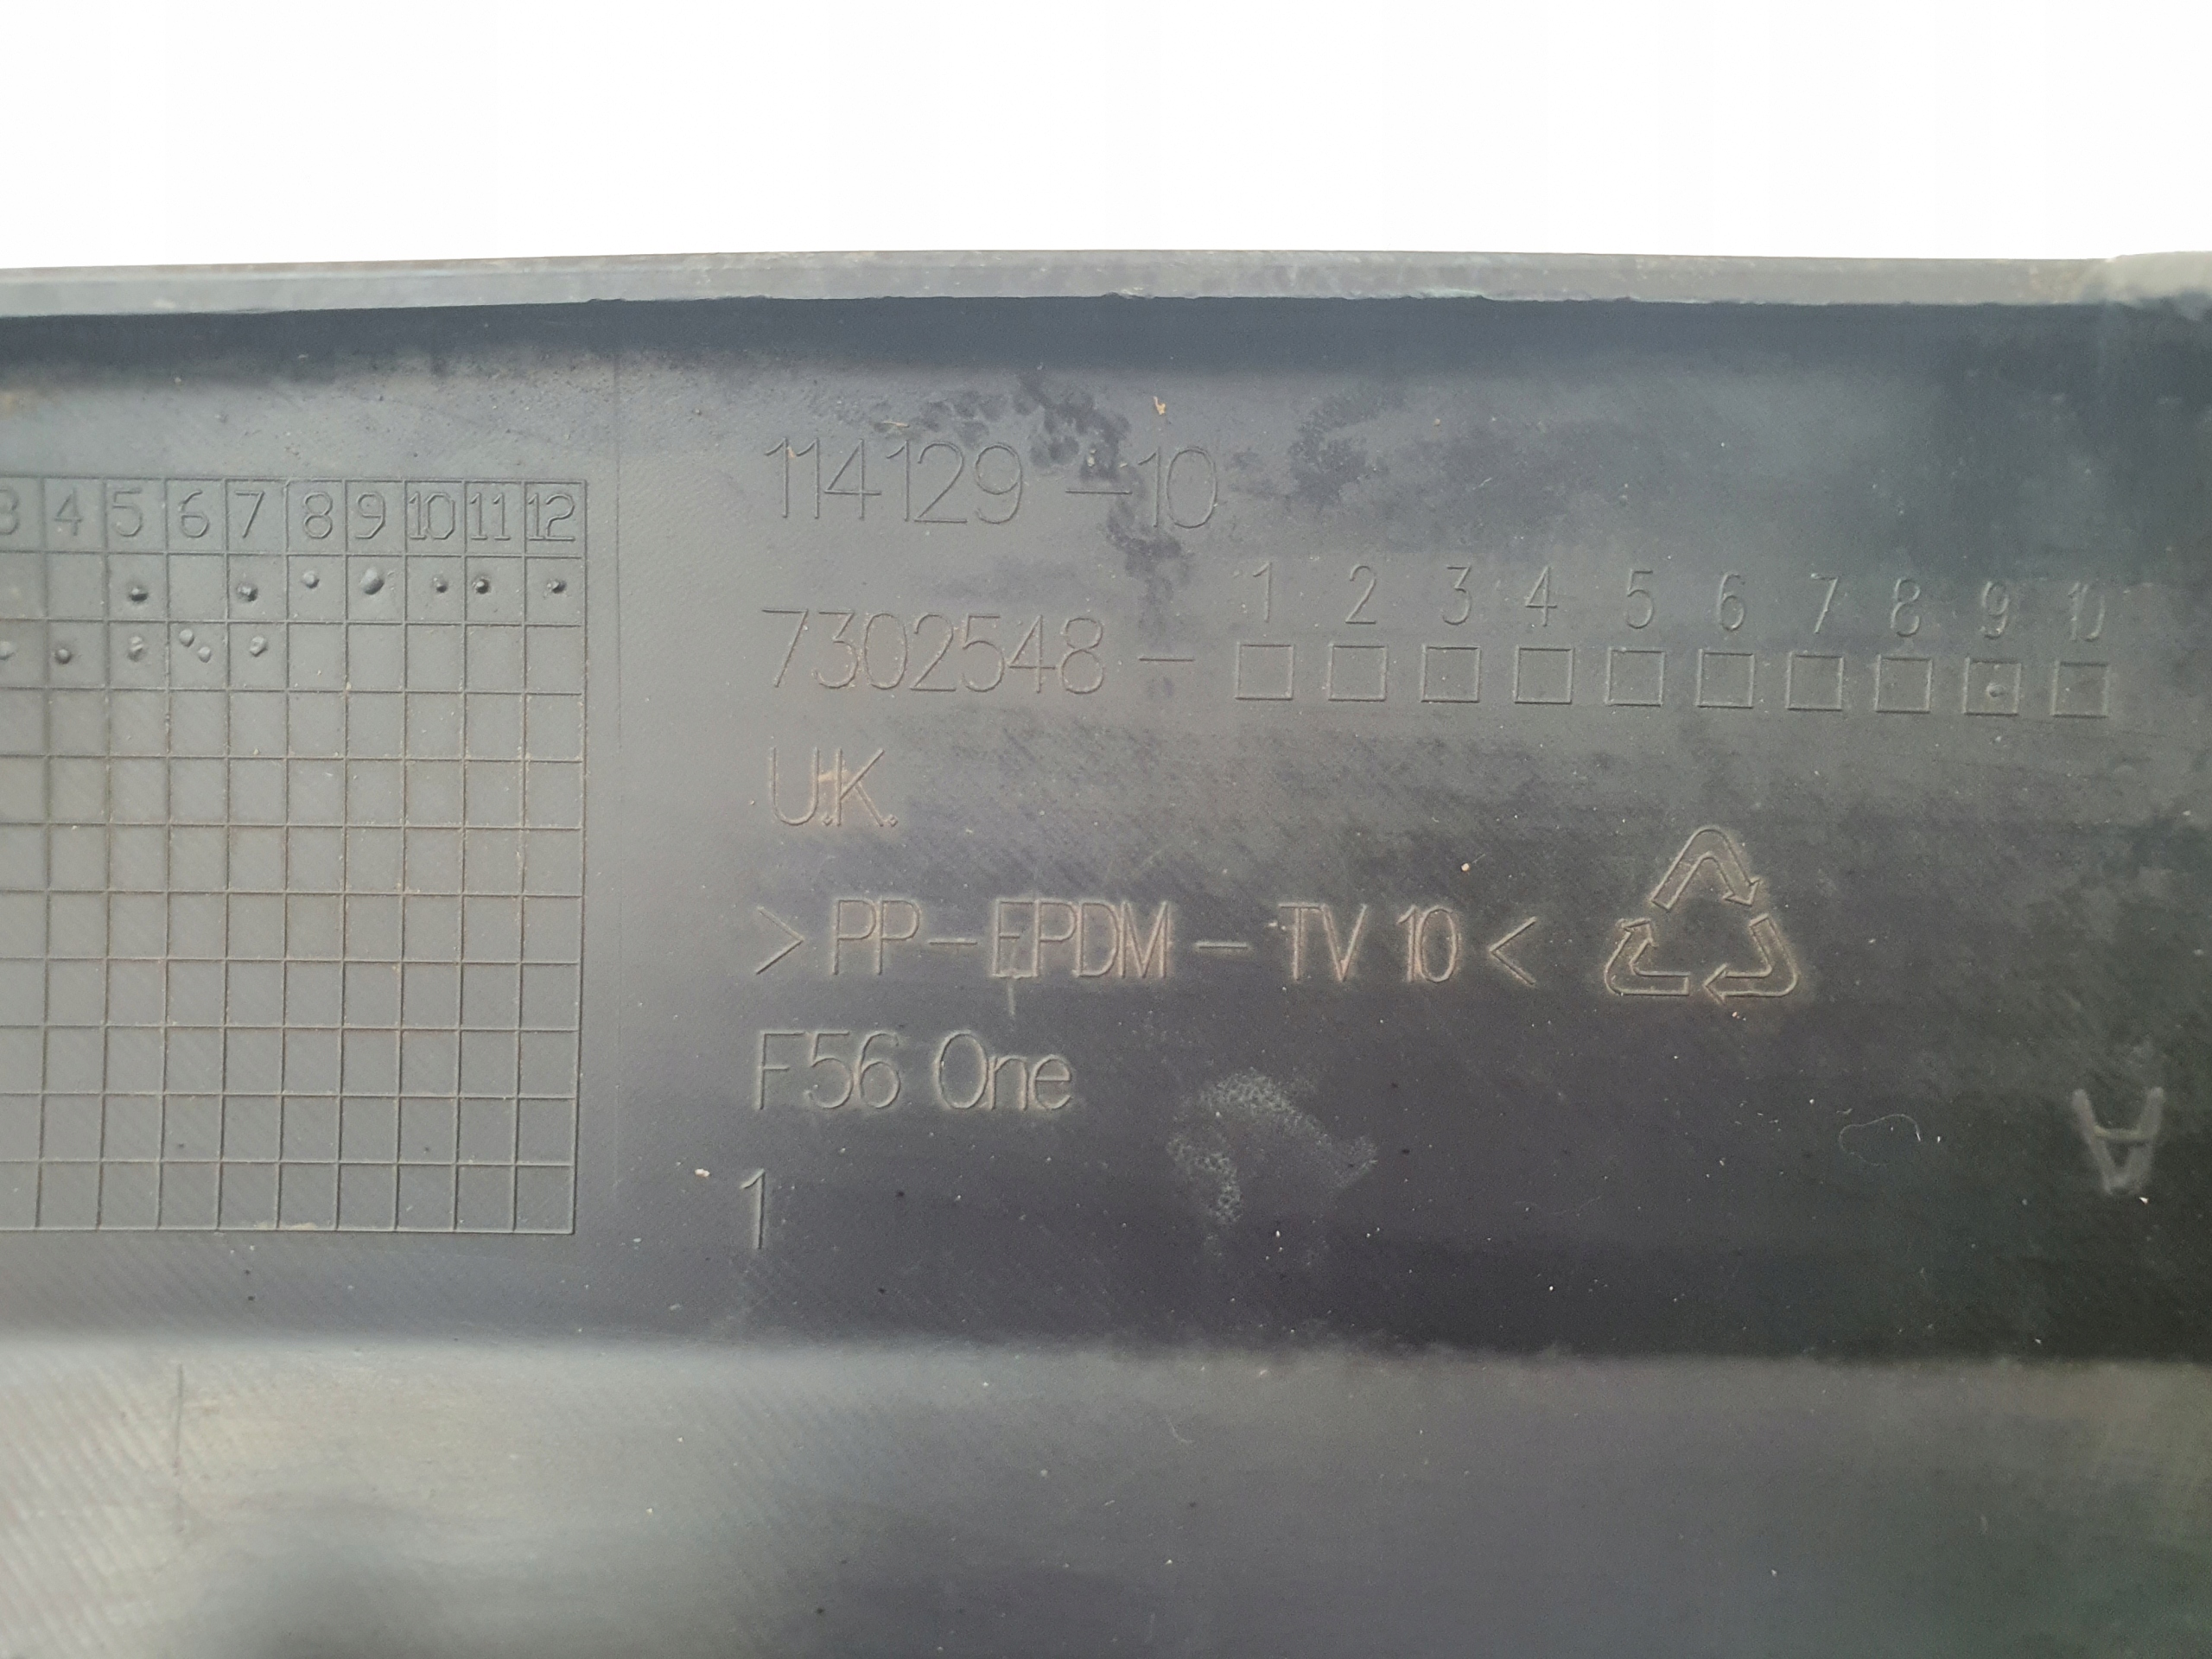 3 4 5 6 7 8 9 10 11 12
114129 -10
1 2 3 4 5 6 7 8 9 10
7302548 -
U.K.
>PP-EPDM-TV 10<
F56 One
1
A